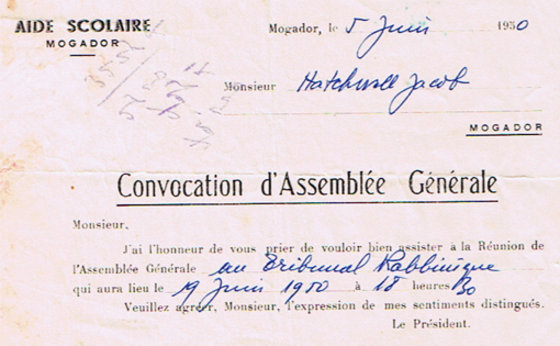 AIDE SCOLAIRE
MOGADOR
Mogador, le 5 Juin 1950
Monsieur Hatchwell Jacob
MOGADOR
Convocation d'Assemblée Générale
Monsieur,
J'ai l'honneur de vous prier de vouloir bien assister à la Réunion de
l'Assemblée Générale au Tribunal Rabbinique
qui aura lieu le 19 Juin 1950 à 18 heures 30
Veuillez agréer, Monsieur, l'expression de mes sentiments distingués.
Le Président.